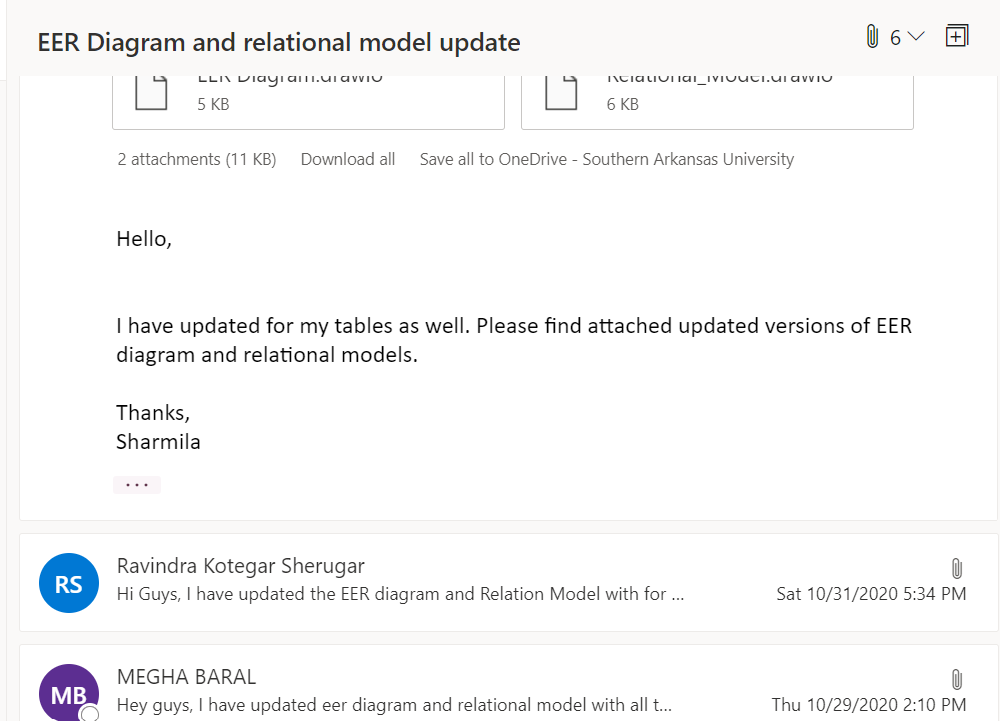 EER Diagram and relational model update
6
EER Diagram.drawio
Relational_Model.drawio
5 KB
6 KB
2 attachments (11 KB) Download all Save all to OneDrive - Southern Arkansas University
Hello,
I have updated for my tables as well. Please find attached updated versions of EER
diagram and relational models.
Thanks,
Sharmila
...
RS
Ravindra Kotegar Sherugar
Hi Guys, I have updated the EER diagram and Relation Model with for ...
Sat 10/31/2020 5:34 PM
MB
MEGHA BARAL
Hey guys, I have updated eer diagram and relational model with all t...
Thu 10/29/2020 2:10 PM